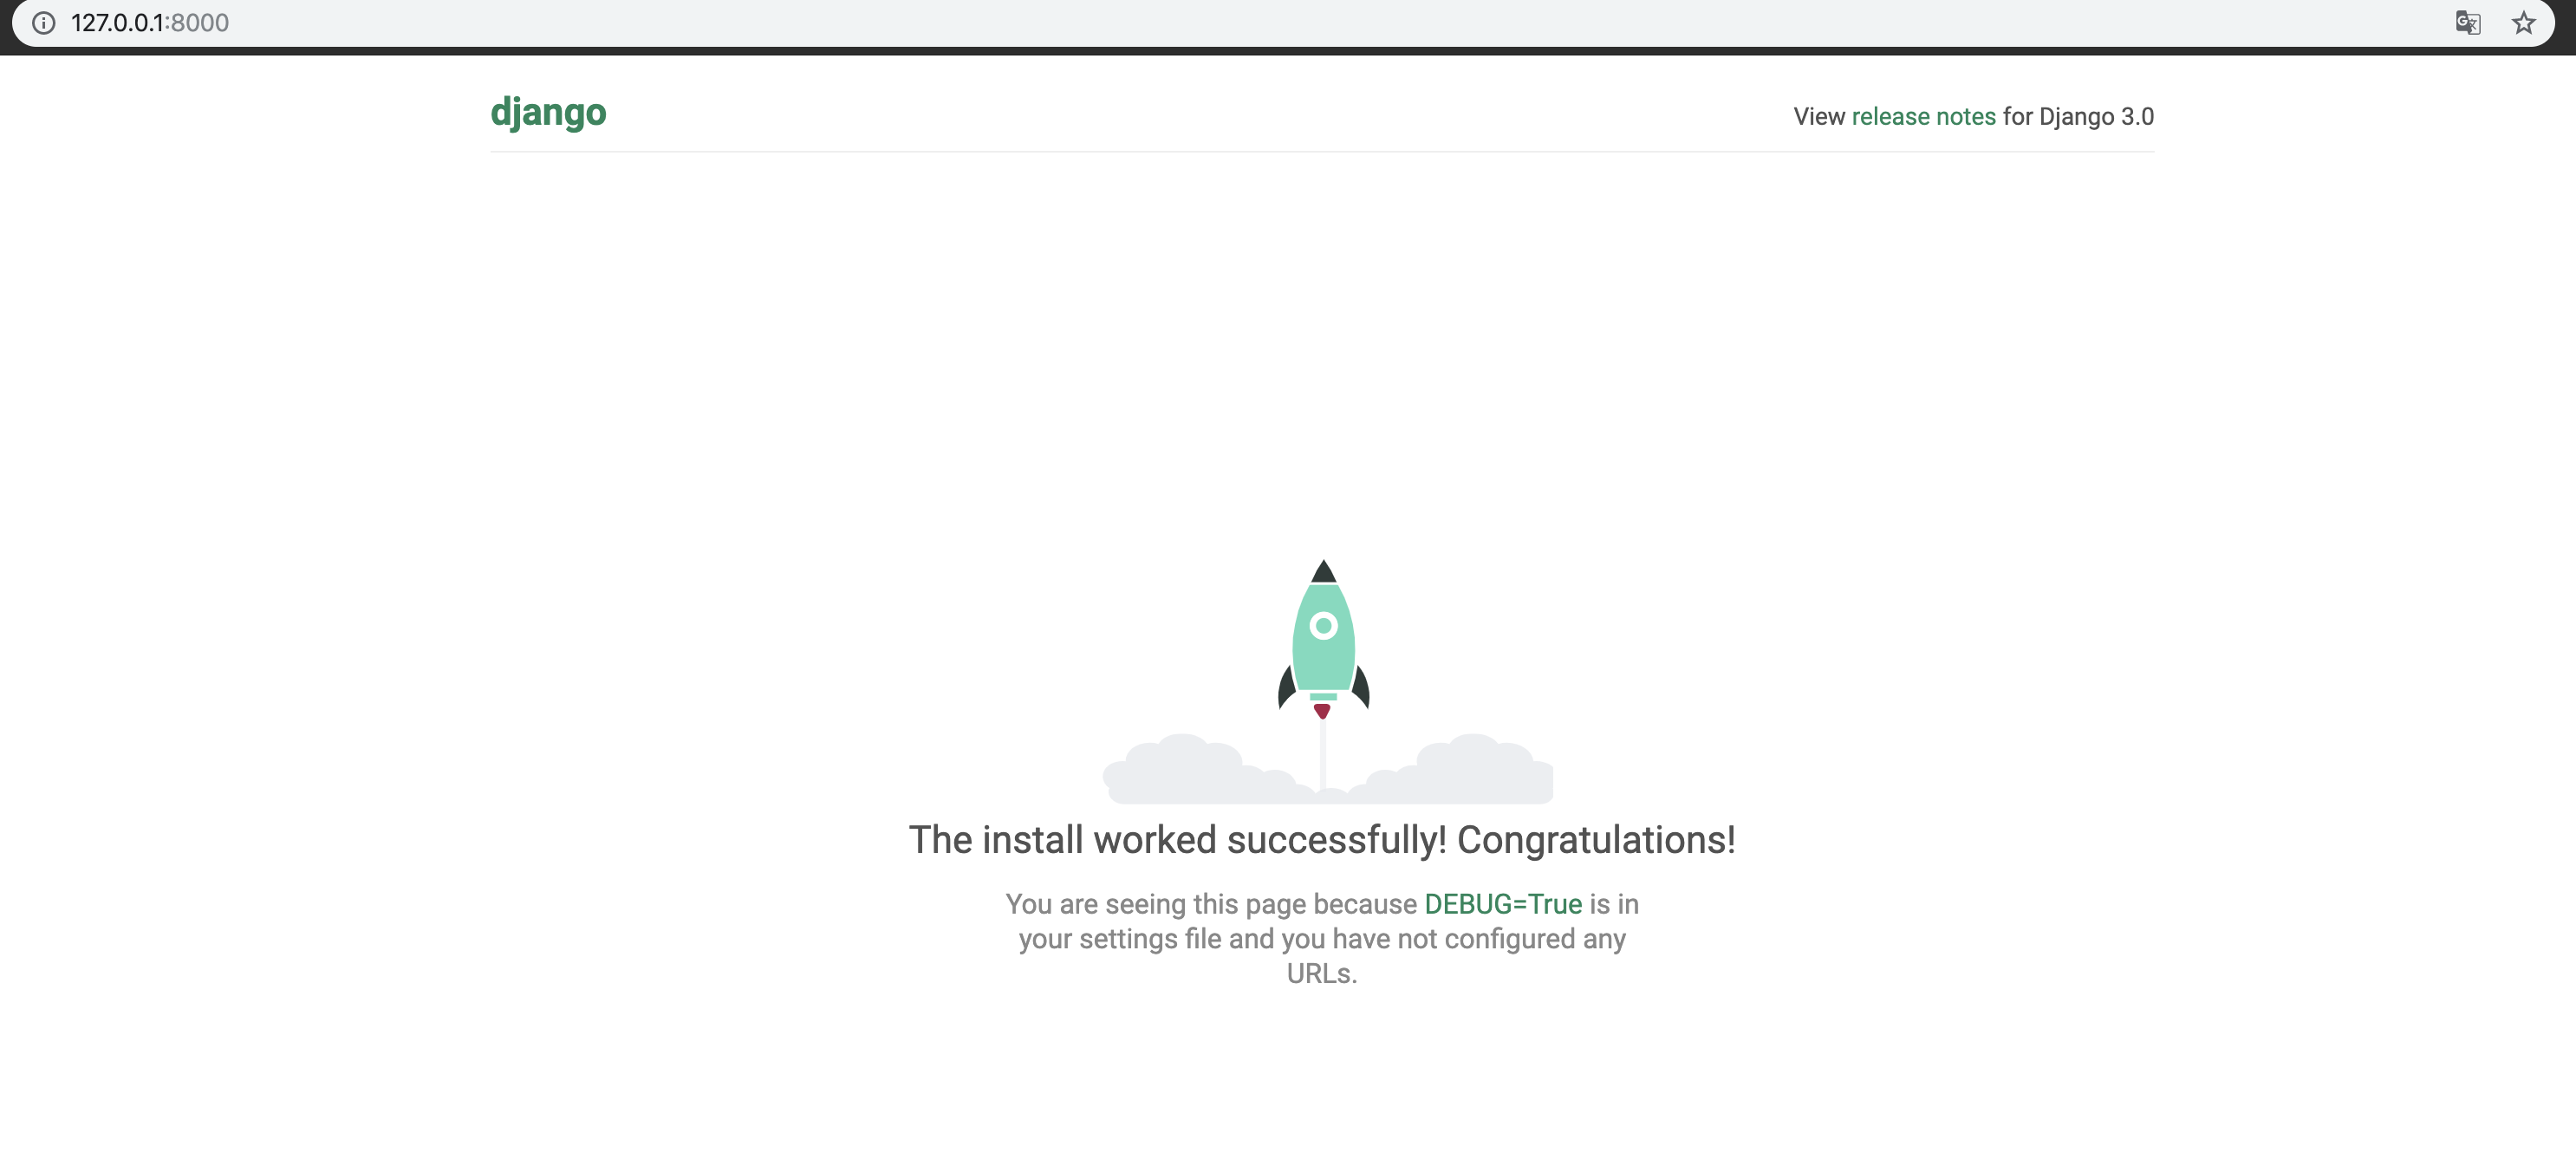 127.0.0.1:8000
django
View release notes for Django 3.0
The install worked successfully! Congratulations!
You are seeing this page because DEBUG=True is in
your settings file and you have not configured any
URLs.